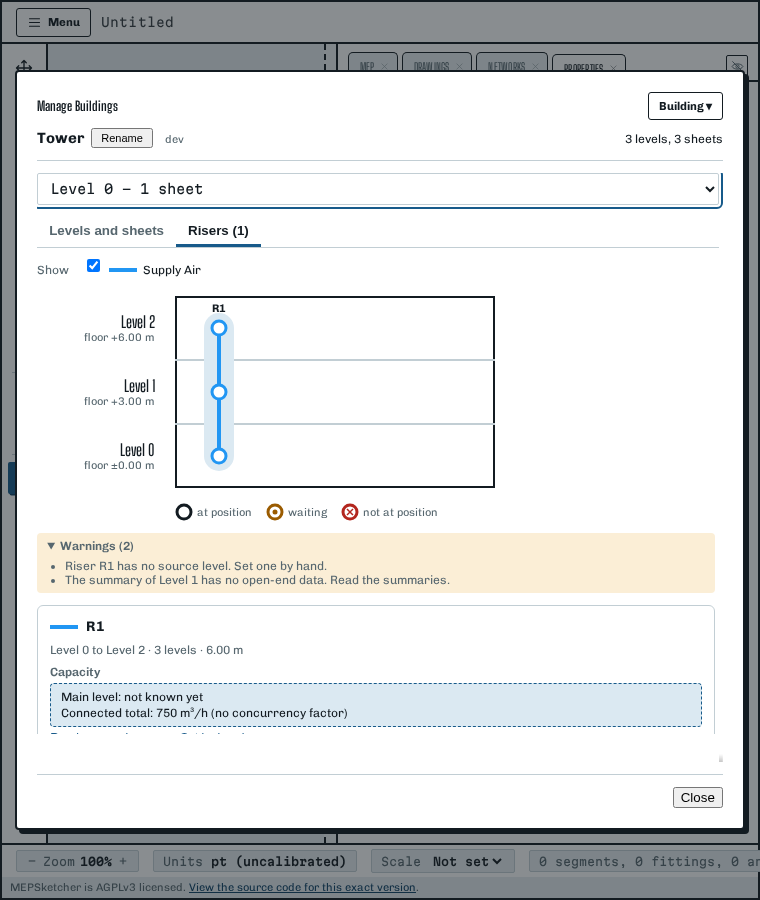 Menu
Untitled
MEP ×
DRAWINGS ×
NETWORKS ×
PROPERTIES ×
Manage Buildings
Building ▾
Tower
Rename
dev
3 levels, 3 sheets
Level 0 – 1 sheet
Levels and sheets
Risers (1)
Show
Supply Air
R1
Level 2
floor +6.00 m
Level 1
floor +3.00 m
Level 0
floor ±0.00 m
at position
waiting
not at position
▼ Warnings (2)
• Riser R1 has no source level. Set one by hand.
• The summary of Level 1 has no open-end data. Read the summaries.
R1
Level 0 to Level 2 · 3 levels · 6.00 m
Capacity
Main level: not known yet
Connected total: 750 m³/h (no concurrency factor)
Close
− Zoom 100% +
Units pt (uncalibrated)
Scale Not set
0 segments, 0 fittings, 0
MEPSketcher is AGPLv3 licensed. View the source code for this exact version.